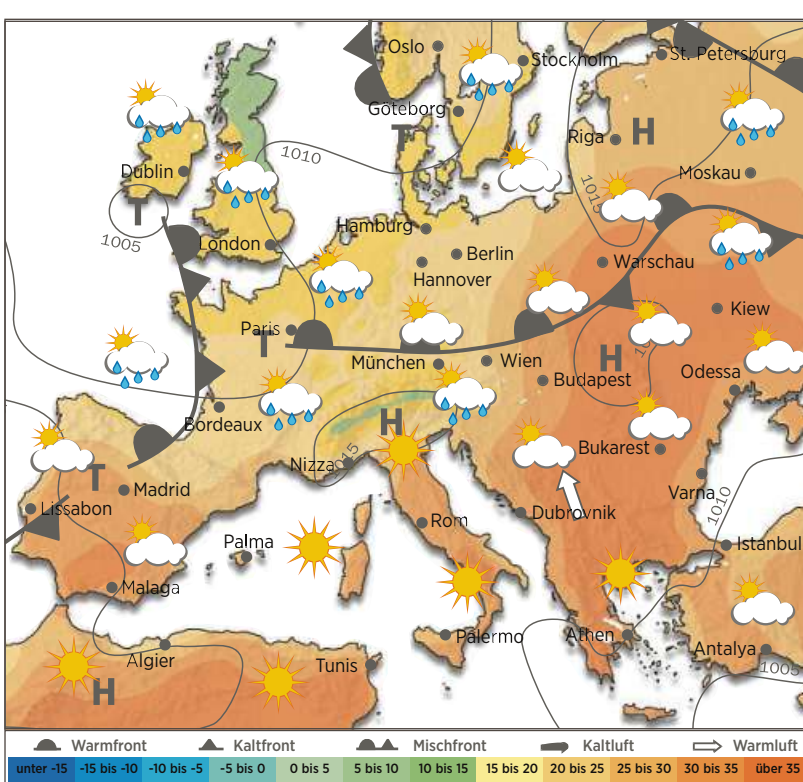 Oslo
Stockholm
St. Petersburg
Göteborg
T
Riga
H
1010
Dublin
Moskau
1015
T
1005
Hamburg
London
Berlin
Hannover
Warschau
Kiew
Paris
T
München
Wien
H
Budapest
Odessa
Bordeaux
H
1015
Nizza
Bukarest
T
Madrid
Varna
Lissabon
1010
Rom
Dubrovnik
Istanbul
Palma
Malaga
Palermo
Athen
Algier
Tunis
Antalya
1005
H
Warmfront Kaltfront Mischfront Kaltluft Warmluft
unter -15 -15 bis -10 -10 bis -5 -5 bis 0 0 bis 5 5 bis 10 10 bis 15 15 bis 20 20 bis 25 25 bis 30 30 bis 35 über 35